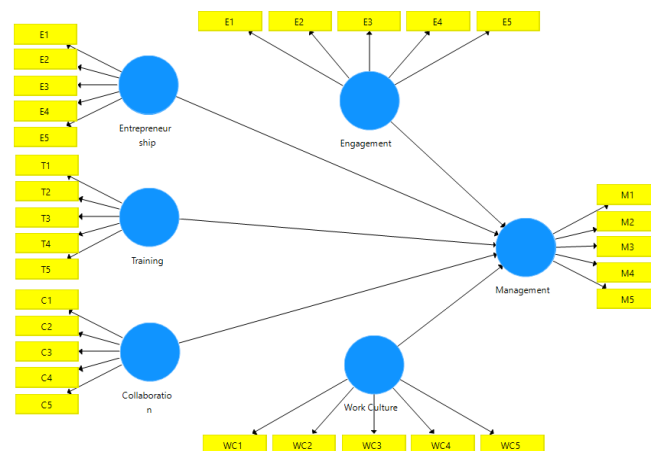 E1
E2
E3
E4
E5
Entrepreneur
ship
E1
E2
E3
E4
E5
Engagement
T1
T2
T3
T4
T5
Training
M1
M2
M3
M4
M5
Management
C1
C2
C3
C4
C5
Collaboratio
n
Work Culture
WC1
WC2
WC3
WC4
WC5